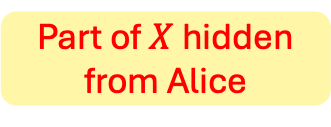 Part of X hidden
from Alice